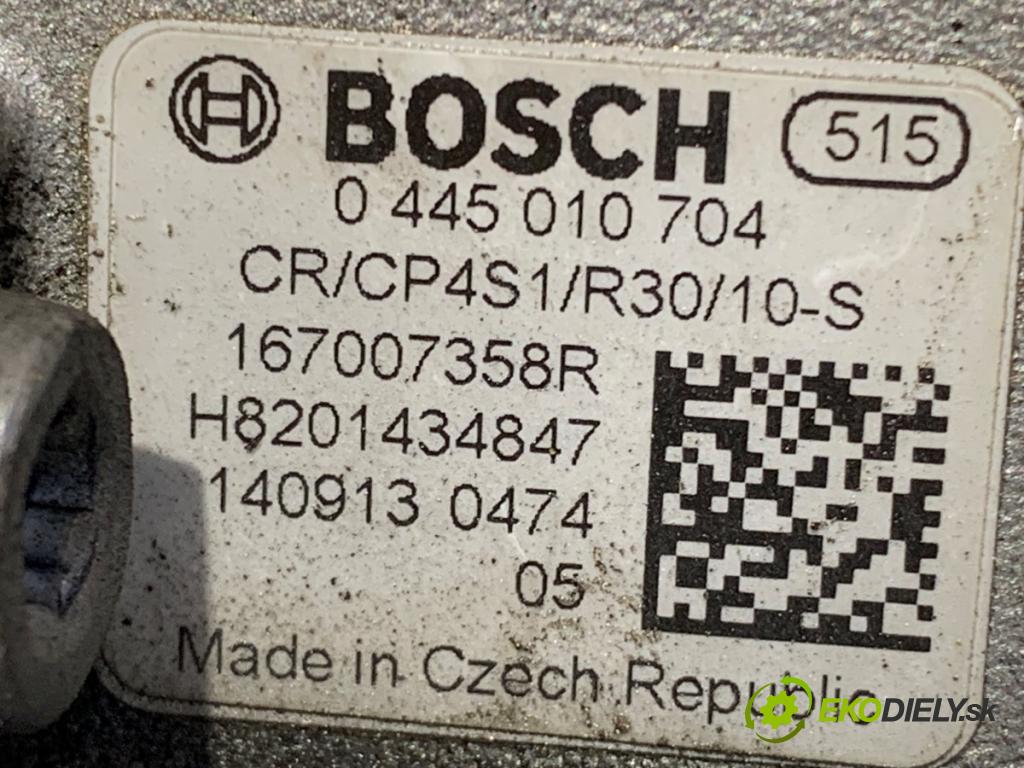 BOSCH 515
0 445 010 704
CR/CP4S1/R30/10-S
167007358R
H8201434847
140913 0474
05
Made in Czech Republic
EKODIELY.sk